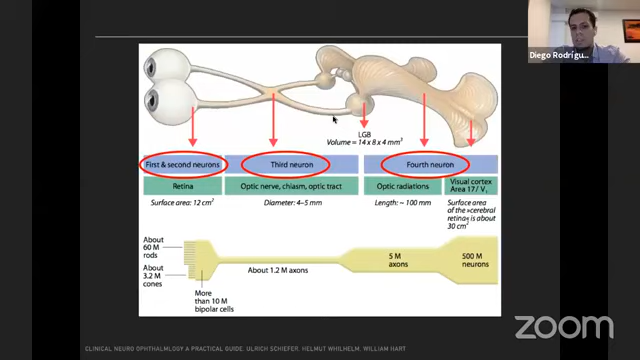 Diego Rodrígu...
LGB
Volume = 14 x 8 x 4 mm³
First & second neurons
Third neuron
Fourth neuron
Retina
Optic nerve, chiasm, optic tract
Optic radiations
Visual cortex
Area 17/ V₁
Surface area: 12 cm²
Diameter: 4–5 mm
Length: ~ 100 mm
Surface area
of the »cerebral
retina« is about
30 cm²
About
60 M
rods
About
3.2 M
cones
More
than 10 M
bipolar cells
About 1.2 M axons
5 M
axons
500 M
neurons
zoom
CLINICAL NEURO OPHTHALMLOGY A PRACTICAL GUIDE. ULRICH SCHIEFER, HELMUT WHILHELM, WILLIAM HART